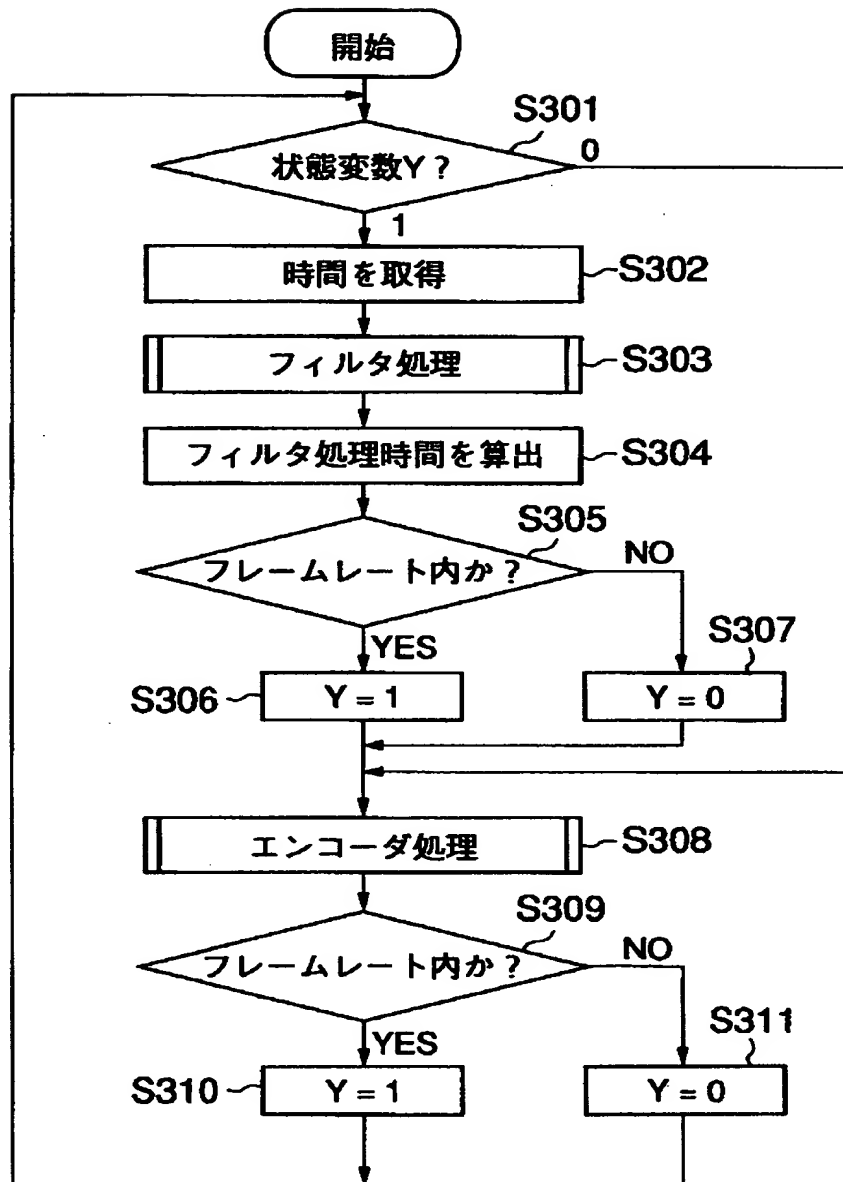 開始
S301
状態変数Y?
0
1
時間を取得
S302
フィルタ処理
S303
フィルタ処理時間を算出
S304
S305
フレームレート内か?
NO
YES
S307
S306
Y = 1
Y = 0
エンコーダ処理
S308
S309
フレームレート内か?
NO
YES
S311
S310
Y = 1
Y = 0